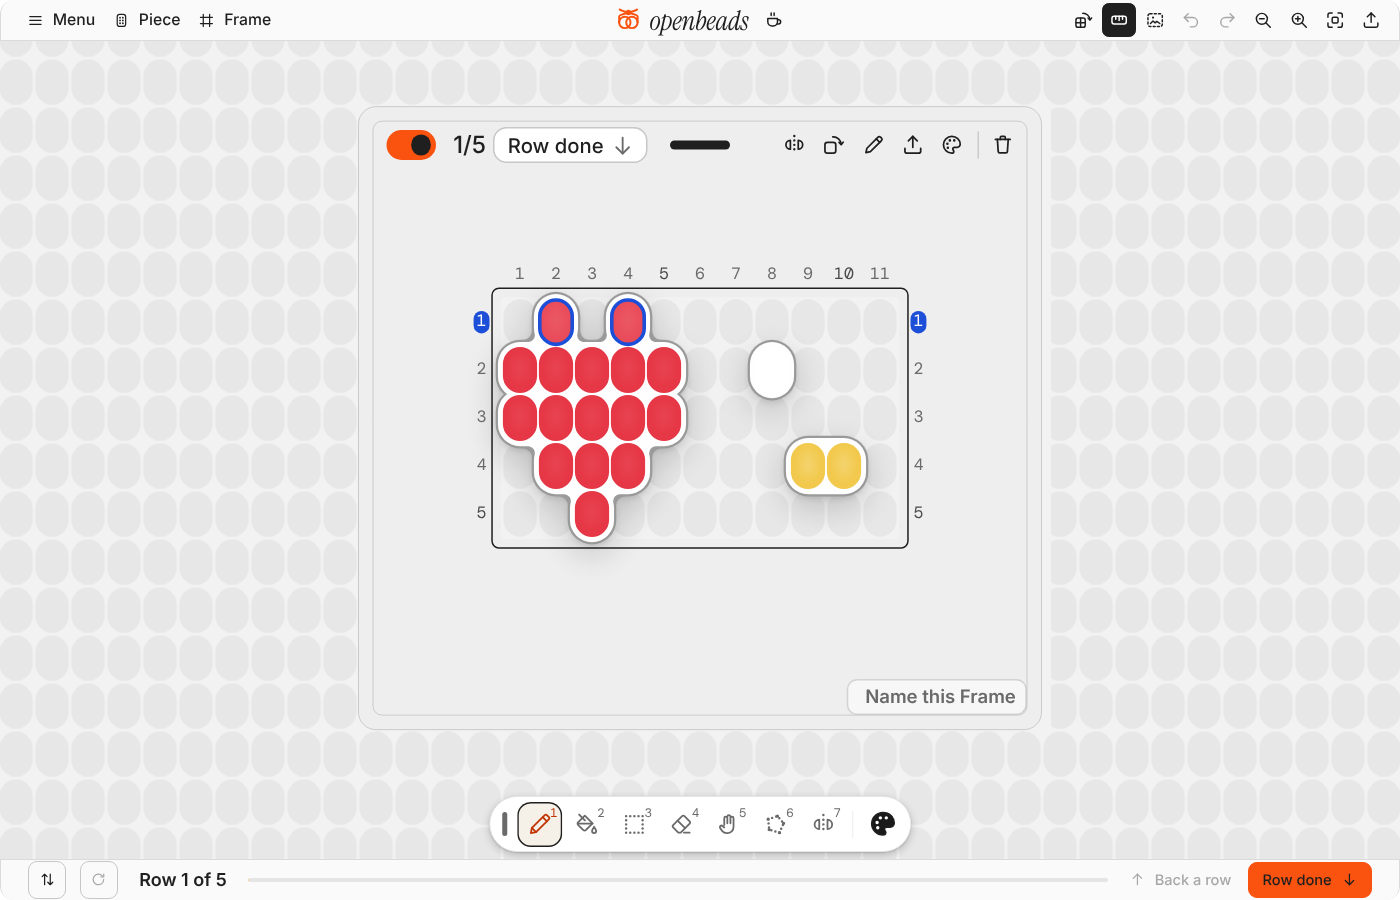 Menu Piece Frame openbeads
1/5 Row done
1 2 3 4 5 6 7 8 9 10 11
1 1
2 2
3 3
4 4
5 5
Name this Frame
1 2 3 4 5 6 7
Row 1 of 5 Back a row Row done